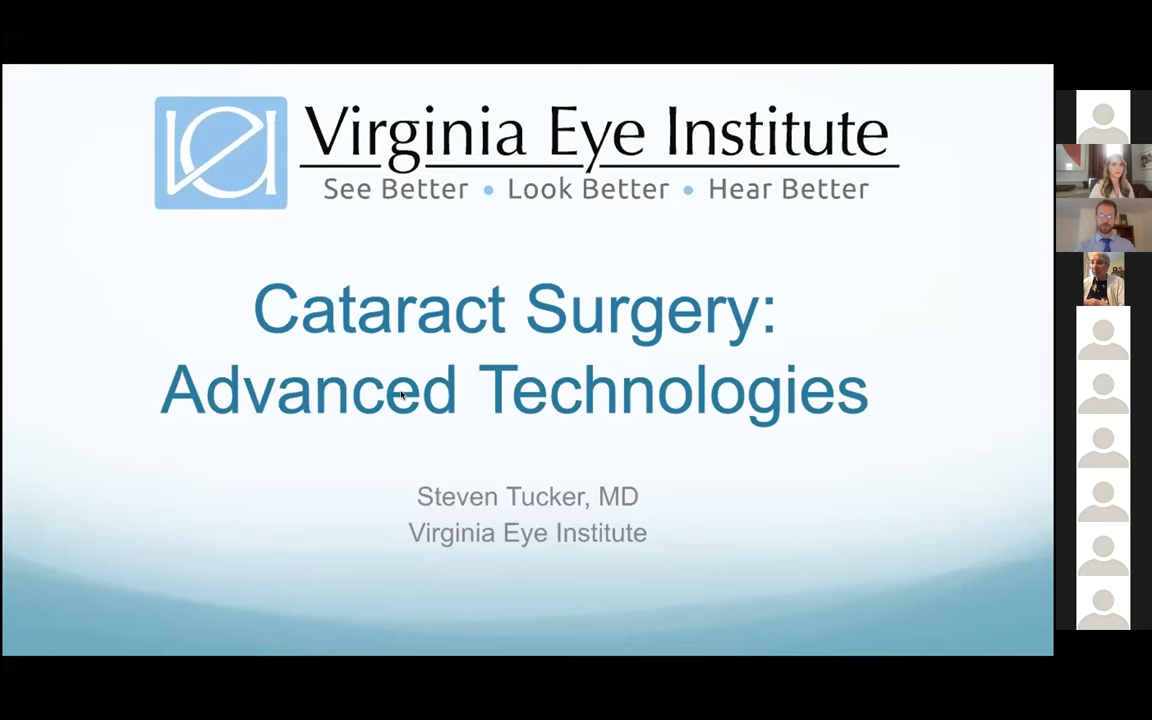 Virginia Eye Institute
See Better • Look Better • Hear Better
Cataract Surgery:
Advanced Technologies
Steven Tucker, MD
Virginia Eye Institute